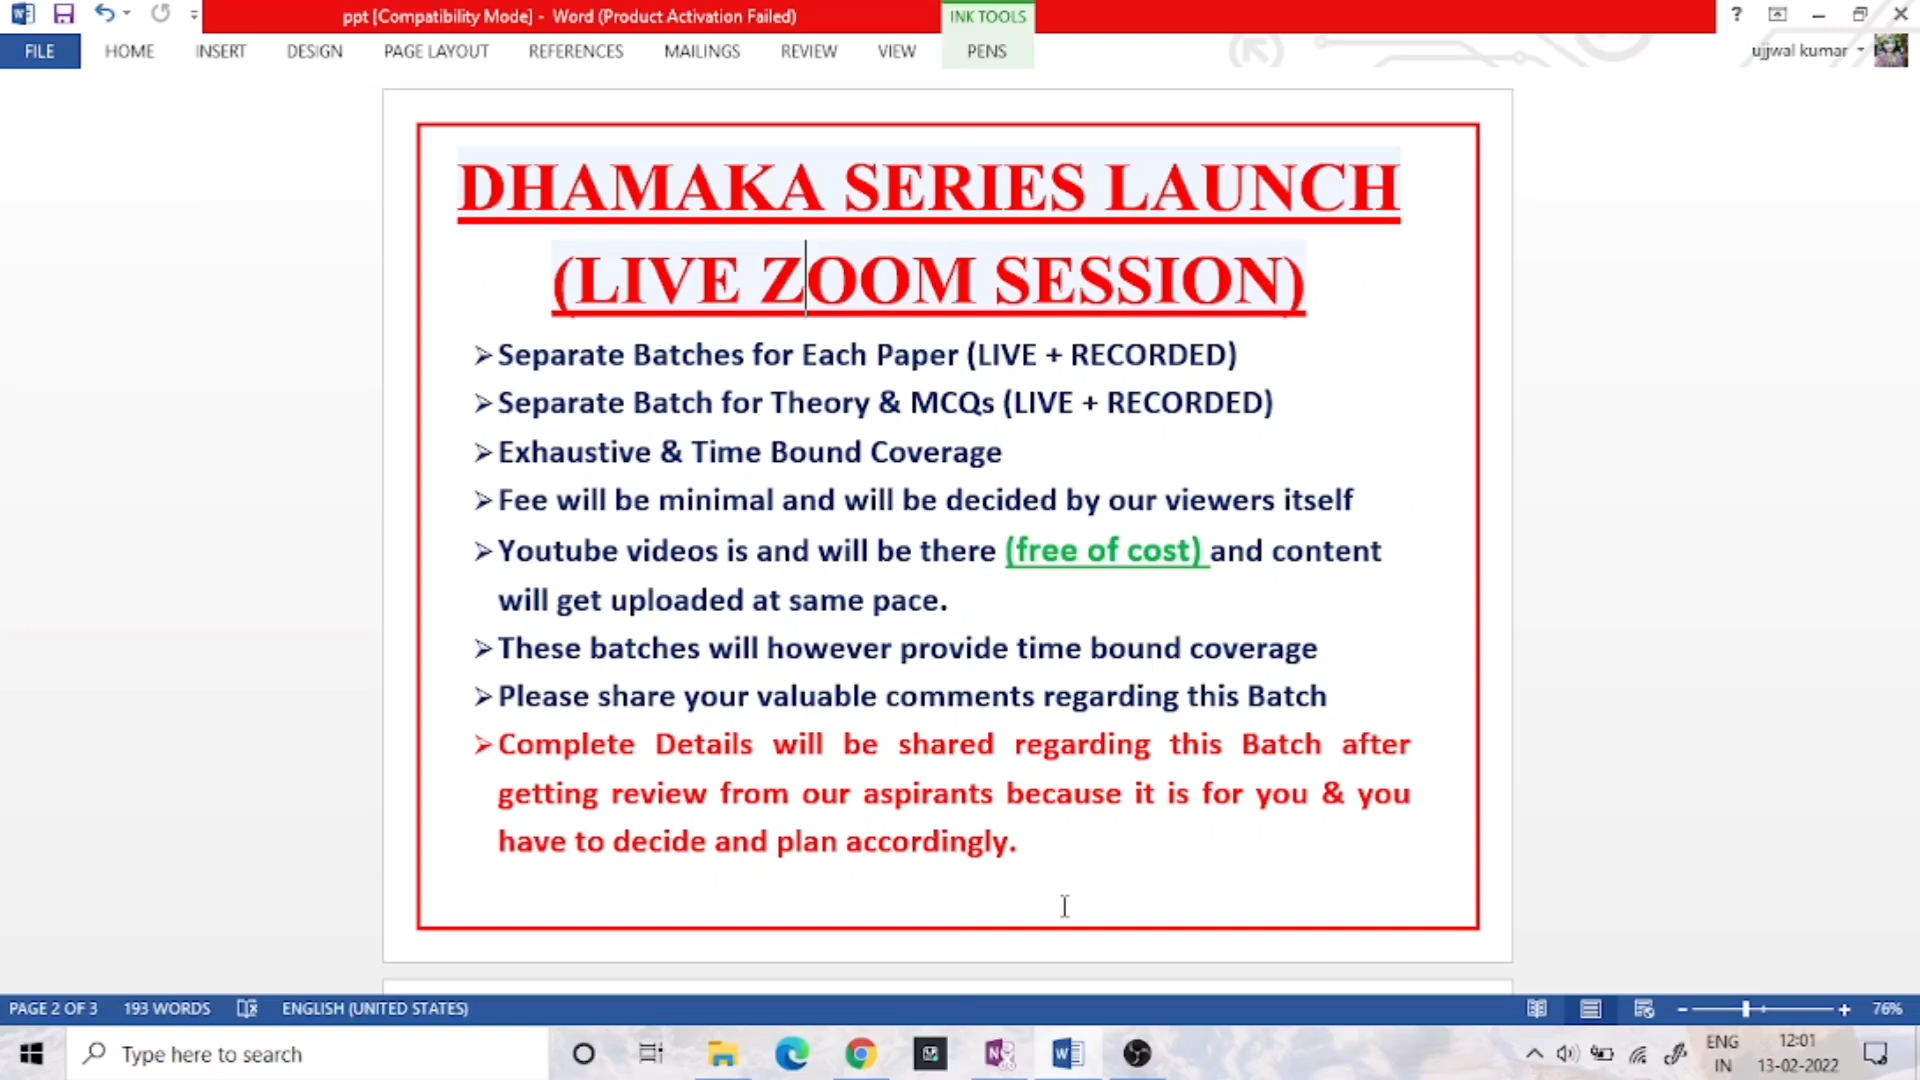 ppt [Compatibility Mode] - Word (Product Activation Failed)
INK TOOLS
?
FILE
HOME
INSERT
DESIGN
PAGE LAYOUT
REFERENCES
MAILINGS
REVIEW
VIEW
PENS
ujjwal kumar
DHAMAKA SERIES LAUNCH
(LIVE ZOOM SESSION)
➢Separate Batches for Each Paper (LIVE + RECORDED)
➢Separate Batch for Theory & MCQs (LIVE + RECORDED)
➢Exhaustive & Time Bound Coverage
➢Fee will be minimal and will be decided by our viewers itself
➢Youtube videos is and will be there (free of cost) and content
will get uploaded at same pace.
➢These batches will however provide time bound coverage
➢Please share your valuable comments regarding this Batch
➢Complete Details will be shared regarding this Batch after
getting review from our aspirants because it is for you & you
have to decide and plan accordingly.
PAGE 2 OF 3
193 WORDS
ENGLISH (UNITED STATES)
76%
Type here to search
ENG
IN
12:01
13-02-2022